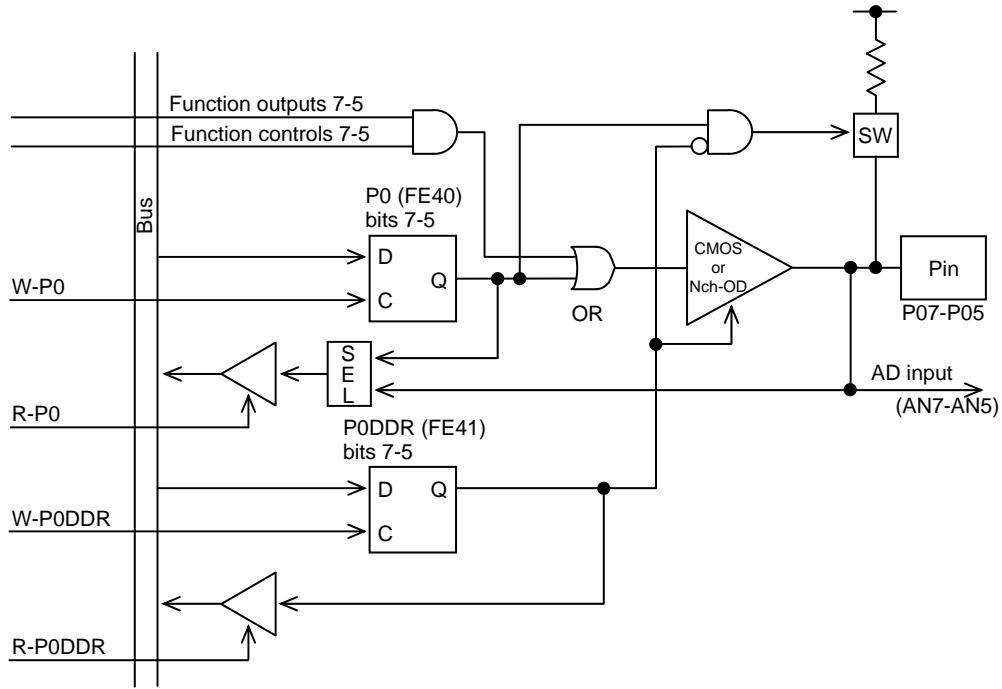 Function outputs 7-5
Function controls 7-5
SW
Bus
P0 (FE40)
bits 7-5
D
Q
C
W-P0
OR
CMOS
or
Nch-OD
Pin
P07-P05
S
E
L
AD input
(AN7-AN5)
R-P0
P0DDR (FE41)
bits 7-5
D
Q
C
W-P0DDR
R-P0DDR